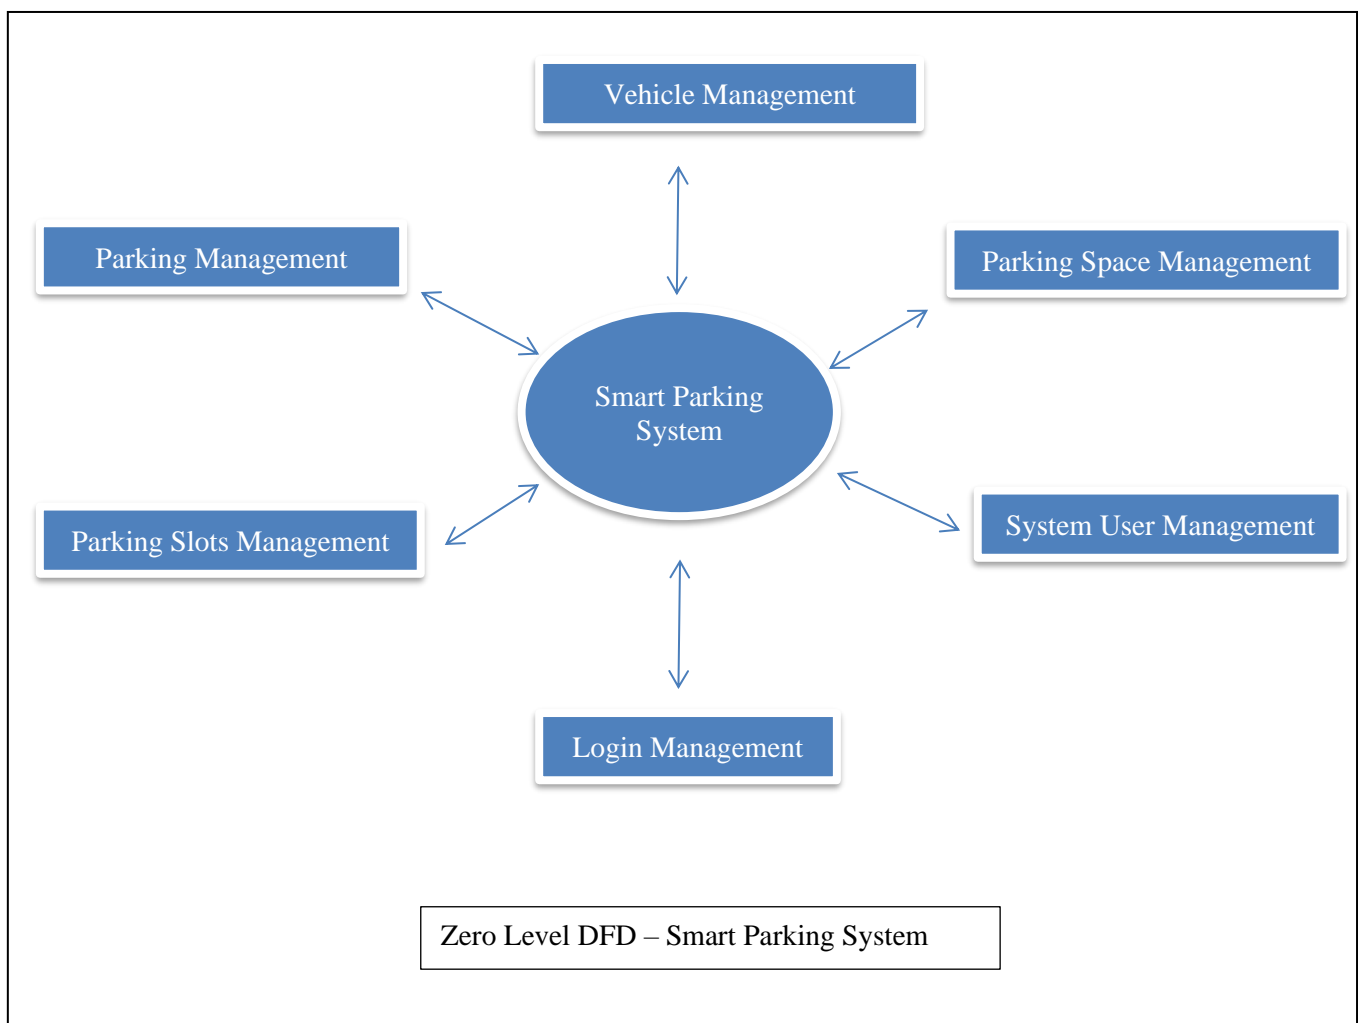 Vehicle Management
Parking Management
Parking Space Management
Smart Parking
System
Parking Slots Management
System User Management
Login Management
Zero Level DFD – Smart Parking System